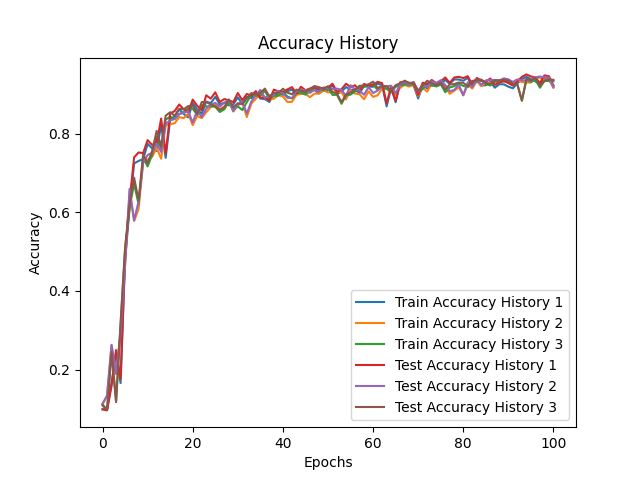 Accuracy History
0.8
0.6
0.4
0.2
Accuracy
0 20 40 60 80 100
Epochs
Train Accuracy History 1
Train Accuracy History 2
Train Accuracy History 3
Test Accuracy History 1
Test Accuracy History 2
Test Accuracy History 3